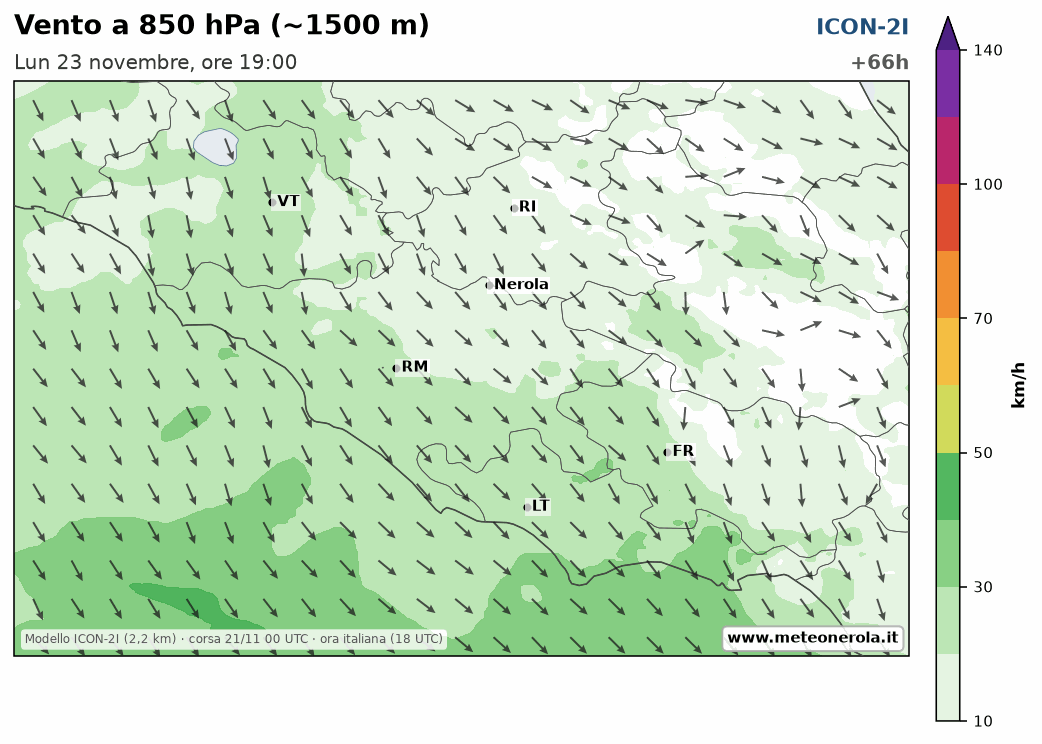 Vento a 850 hPa (~1500 m)
ICON-2I
Lun 23 novembre, ore 19:00
+66h
VT
RI
Nerola
RM
FR
LT
Modello ICON-2I (2,2 km) · corsa 21/11 00 UTC · ora italiana (18 UTC)
www.meteonerola.it
140
100
70
50
30
10
km/h